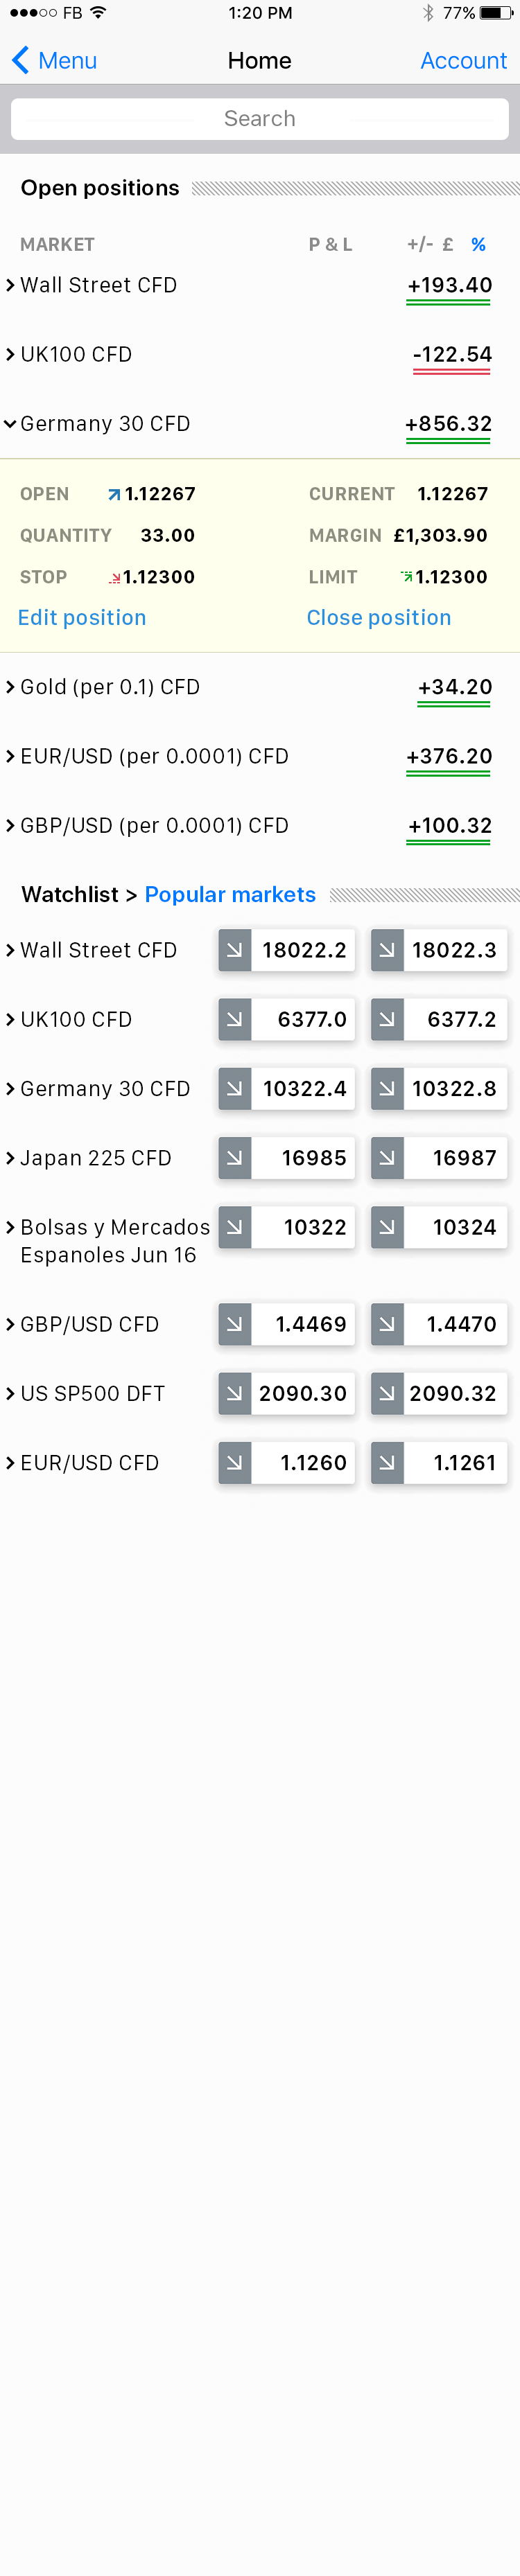 FB 1:20 PM 77%
Menu Home Account
Search
Open positions
MARKET P & L +/- £ %
Wall Street CFD +193.40
UK100 CFD -122.54
Germany 30 CFD +856.32
OPEN 1.12267 CURRENT 1.12267
QUANTITY 33.00 MARGIN £1,303.90
STOP 1.12300 LIMIT 1.12300
Edit position Close position
Gold (per 0.1) CFD +34.20
EUR/USD (per 0.0001) CFD +376.20
GBP/USD (per 0.0001) CFD +100.32
Watchlist > Popular markets
Wall Street CFD 18022.2 18022.3
UK100 CFD 6377.0 6377.2
Germany 30 CFD 10322.4 10322.8
Japan 225 CFD 16985 16987
Bolsas y Mercados 10322 10324
Espanoles Jun 16
GBP/USD CFD 1.4469 1.4470
US SP500 DFT 2090.30 2090.32
EUR/USD CFD 1.1260 1.1261